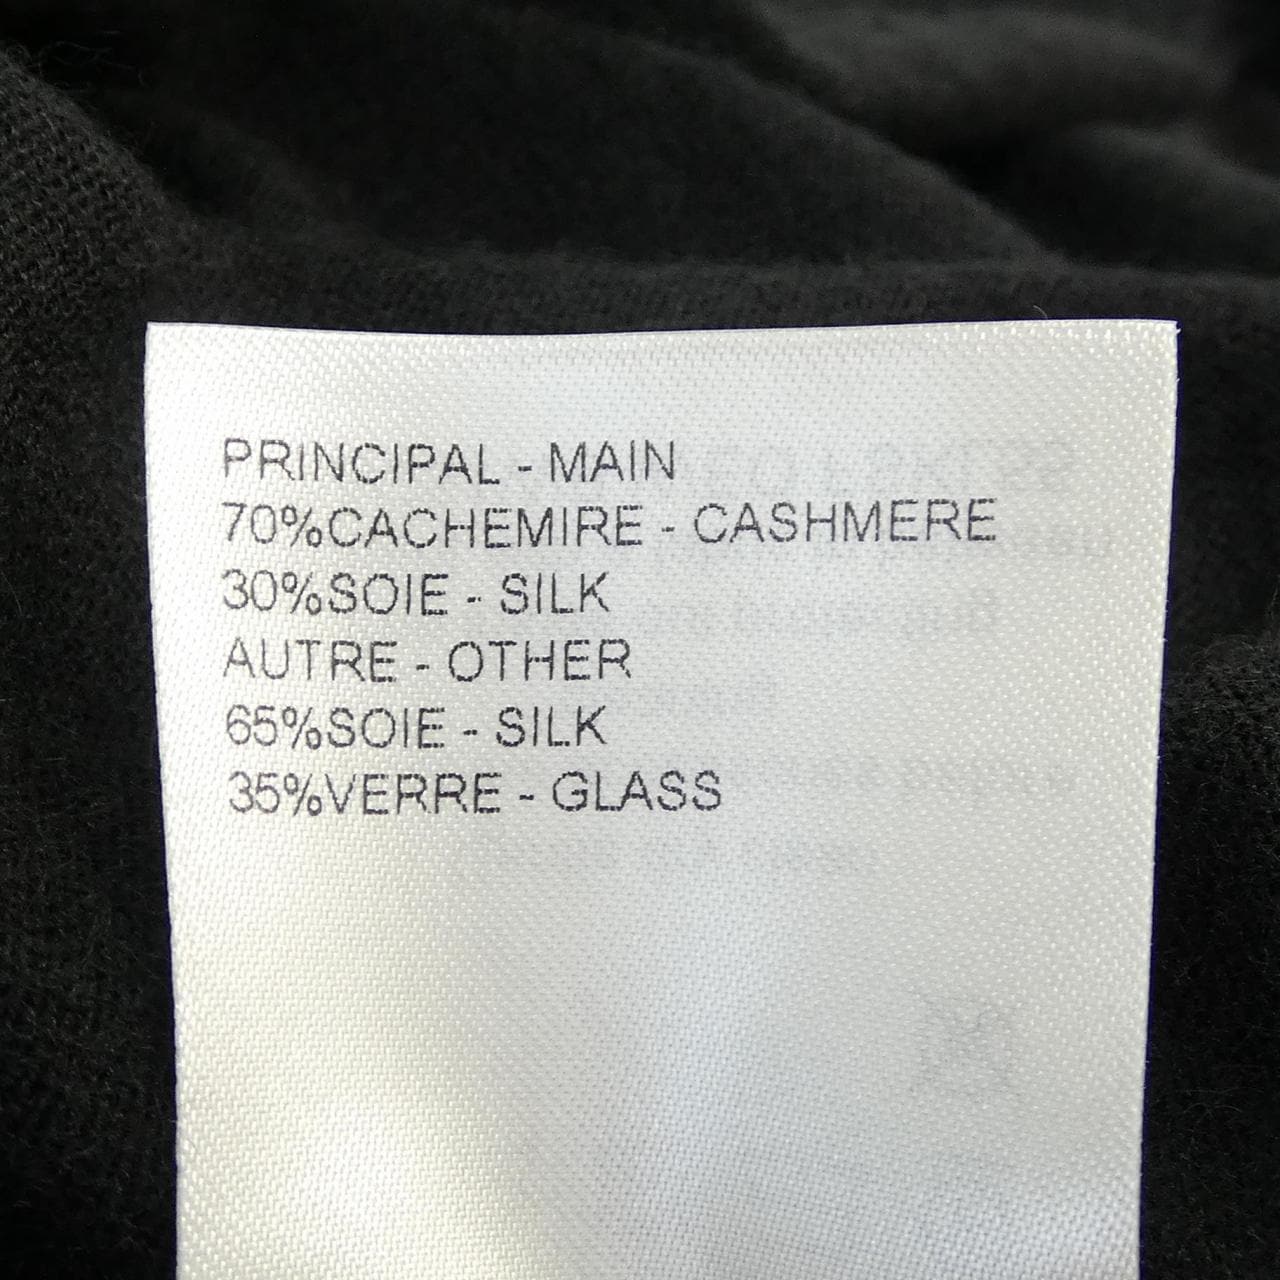 PRINCIPAL - MAIN
70%CACHEMIRE - CASHMERE
30%SOIE - SILK
AUTRE - OTHER
65%SOIE - SILK
35%VERRE - GLASS